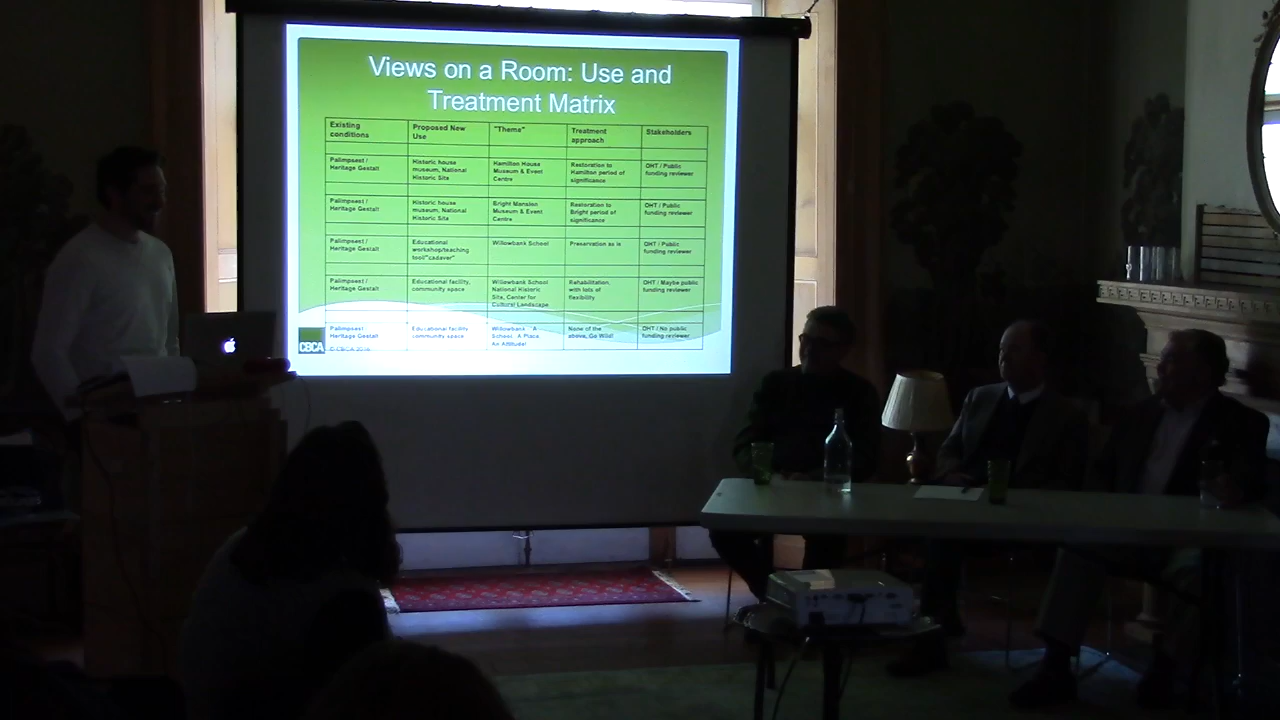 Views on a Room: Use and
Treatment Matrix
Existing
conditions
Proposed New
Use
"Theme"
Treatment
approach
Stakeholders
Palimpsest /
Heritage Gestalt
Historic house
museum, National
Historic Site
Hamilton House
Museum & Event
Centre
Restoration to
Hamilton period of
significance
OHT / Public
funding reviewer
Palimpsest /
Heritage Gestalt
Historic house
museum, National
Historic Site
Bright Mansion
Museum & Event
Centre
Restoration to
Bright period of
significance
OHT / Public
funding reviewer
Palimpsest /
Heritage Gestalt
Educational
workshop/teaching
tool"cadaver"
Willowbank School
Preservation as is
OHT / Public
funding reviewer
Palimpsest /
Heritage Gestalt
Educational facility,
community space
Willowbank School
National Historic
Site, Center for
Cultural Landscape
Rehabilitation,
with lots of
flexibility
OHT / Maybe public
funding reviewer
Palimpsest /
Heritage Gestalt
Educational facility
community space
Willowbank "A
School A Place
An Attitude!
None of the
above, Go Wild!
OHT / No public
funding reviewer
CBCA
© CBCA